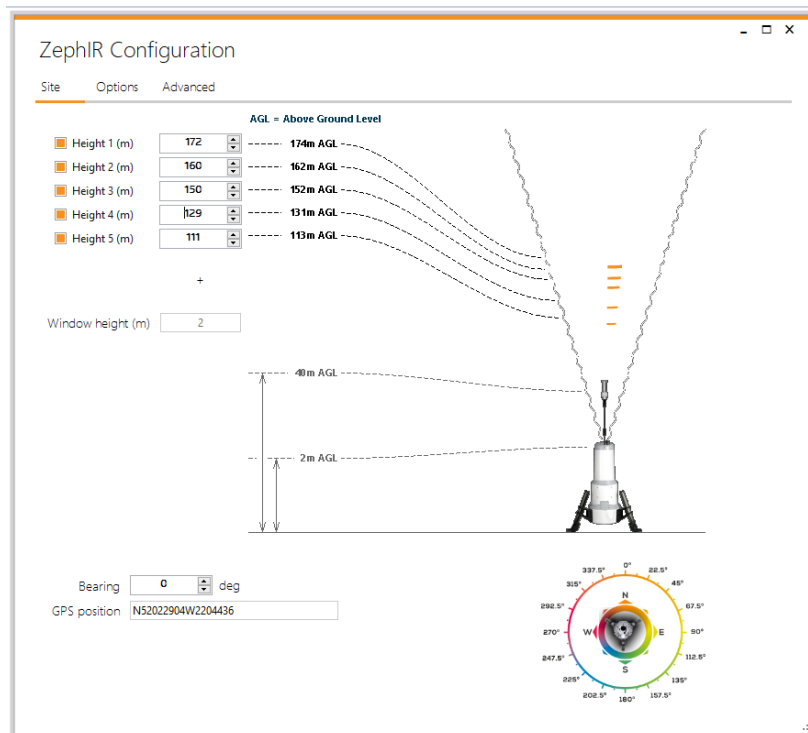 ZephIR Configuration
Site Options Advanced
AGL = Above Ground Level
Height 1 (m) 172 174m AGL
Height 2 (m) 160 162m AGL
Height 3 (m) 150 152m AGL
Height 4 (m) 129 131m AGL
Height 5 (m) 111 113m AGL
+
Window height (m) 2
40m AGL
2m AGL
Bearing 0 deg
GPS position N52022904W2204436
0°
337.5° 22.5°
315° 45°
292.5° N 67.5°
270° W E 90°
247.5° S 112.5°
225° 135°
202.5° 157.5°
180°